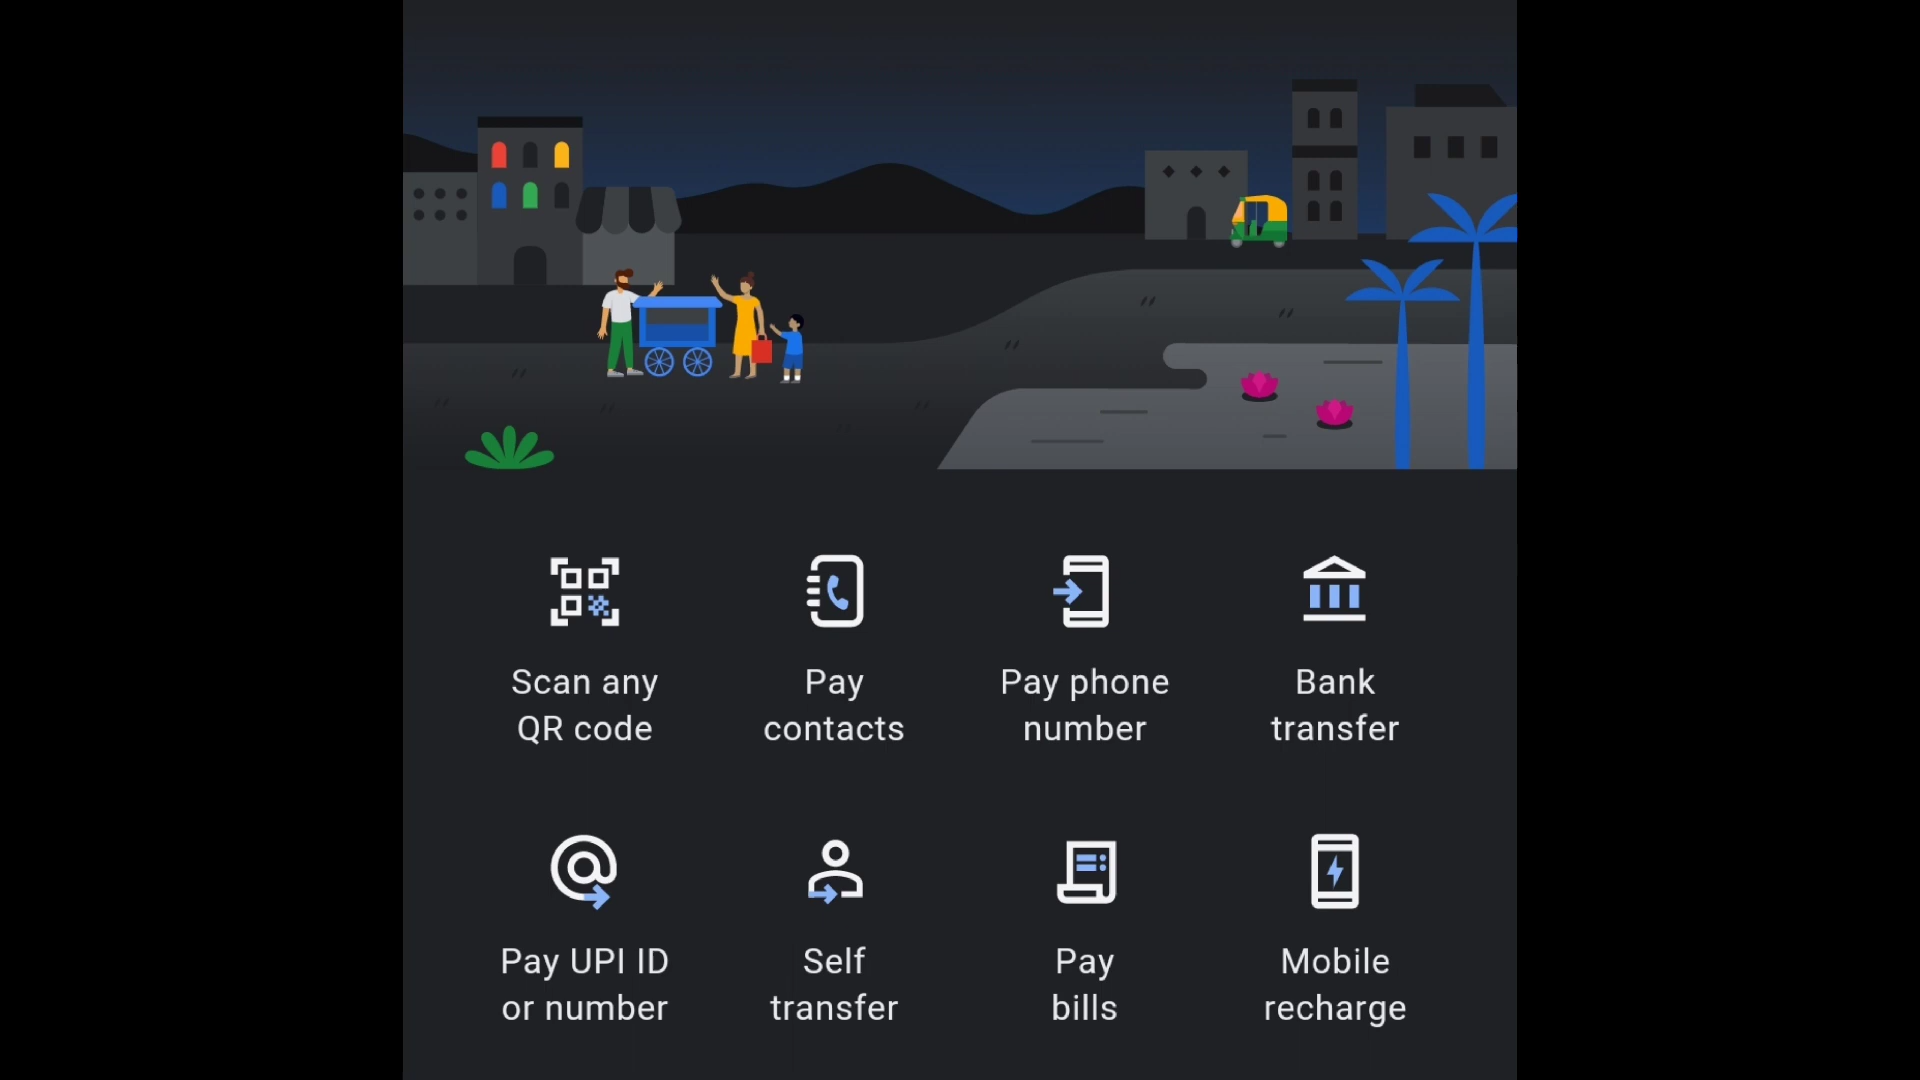 Scan any
QR code
Pay
contacts
Pay phone
number
Bank
transfer
Pay UPI ID
or number
Self
transfer
Pay
bills
Mobile
recharge